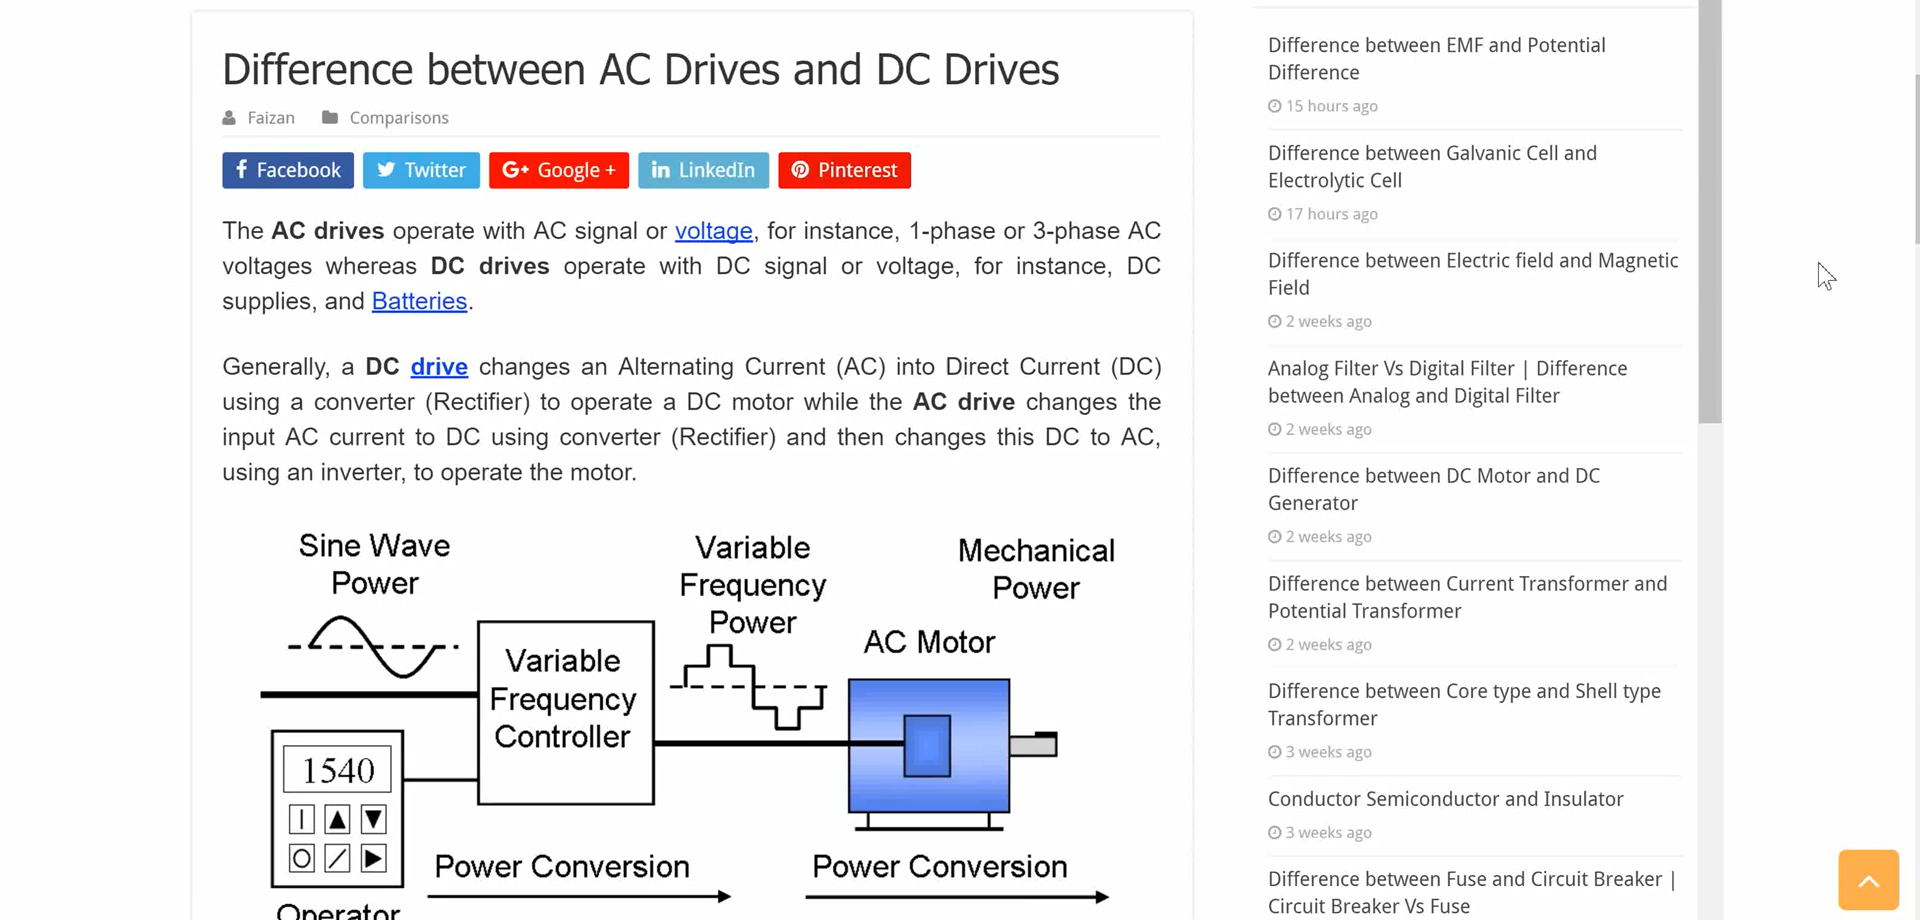 Difference between AC Drives and DC Drives
Faizan Comparisons
Facebook Twitter Google + LinkedIn Pinterest
The AC drives operate with AC signal or voltage, for instance, 1-phase or 3-phase AC
voltages whereas DC drives operate with DC signal or voltage, for instance, DC
supplies, and Batteries.
Generally, a DC drive changes an Alternating Current (AC) into Direct Current (DC)
using a converter (Rectifier) to operate a DC motor while the AC drive changes the
input AC current to DC using converter (Rectifier) and then changes this DC to AC,
using an inverter, to operate the motor.
Sine Wave
Power
Variable
Frequency
Power
Mechanical
Power
AC Motor
Variable
Frequency
Controller
1540
Power Conversion
Power Conversion
Operator
Difference between EMF and Potential
Difference
15 hours ago
Difference between Galvanic Cell and
Electrolytic Cell
17 hours ago
Difference between Electric field and Magnetic
Field
2 weeks ago
Analog Filter Vs Digital Filter | Difference
between Analog and Digital Filter
2 weeks ago
Difference between DC Motor and DC
Generator
2 weeks ago
Difference between Current Transformer and
Potential Transformer
2 weeks ago
Difference between Core type and Shell type
Transformer
3 weeks ago
Conductor Semiconductor and Insulator
3 weeks ago
Difference between Fuse and Circuit Breaker |
Circuit Breaker Vs Fuse